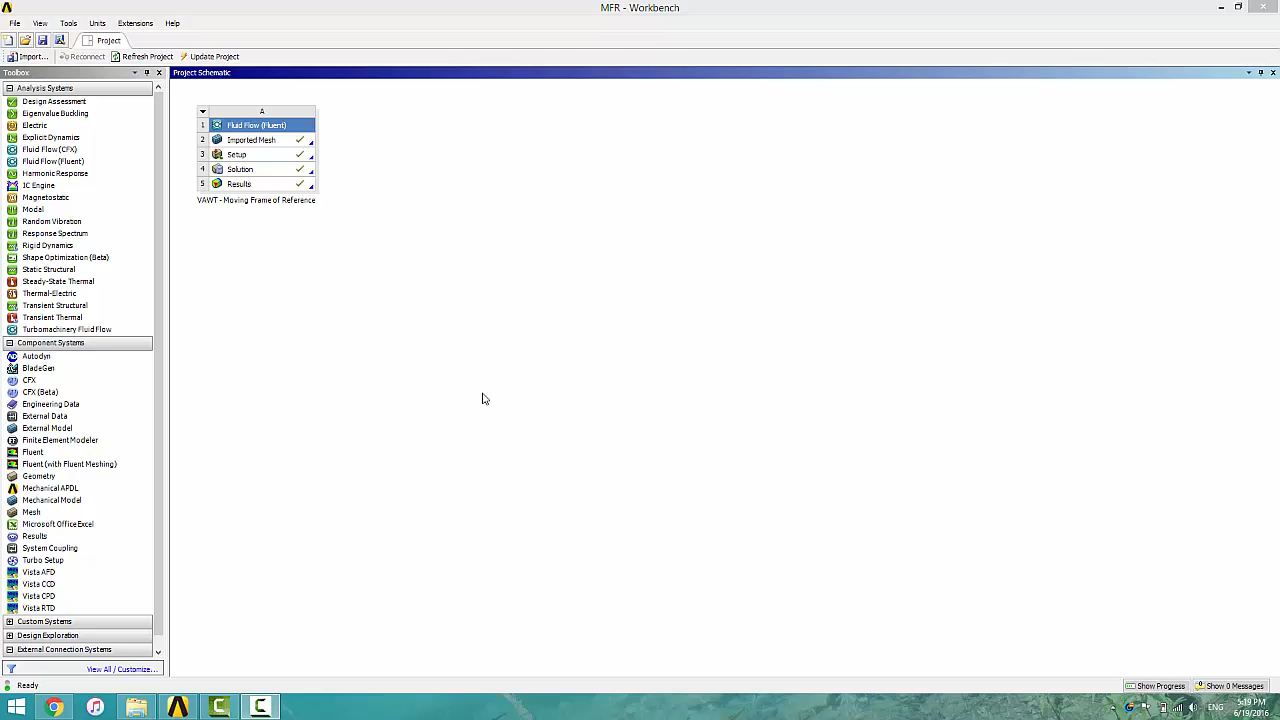 MFR - Workbench
File View Tools Units Extensions Help
Project
Import... Reconnect Refresh Project Update Project
Toolbox
Project Schematic
Analysis Systems
Design Assessment
Eigenvalue Buckling
Electric
Explicit Dynamics
Fluid Flow (CFX)
Fluid Flow (Fluent)
Harmonic Response
IC Engine
Magnetostatic
Modal
Random Vibration
Response Spectrum
Rigid Dynamics
Shape Optimization (Beta)
Static Structural
Steady-State Thermal
Thermal-Electric
Transient Structural
Transient Thermal
Turbomachinery Fluid Flow
Component Systems
Autodyn
BladeGen
CFX
CFX (Beta)
Engineering Data
External Data
External Model
Finite Element Modeler
Fluent
Fluent (with Fluent Meshing)
Geometry
Mechanical APDL
Mechanical Model
Mesh
Microsoft Office Excel
Results
System Coupling
Turbo Setup
Vista AFD
Vista CCD
Vista CPD
Vista RTD
Custom Systems
Design Exploration
External Connection Systems
View All / Customize...
A
1 Fluid Flow (Fluent)
2 Imported Mesh
3 Setup
4 Solution
5 Results
VAWT - Moving Frame of Reference
Ready
Show Progress Show 0 Messages
ENG
5:19 PM
6/19/2016